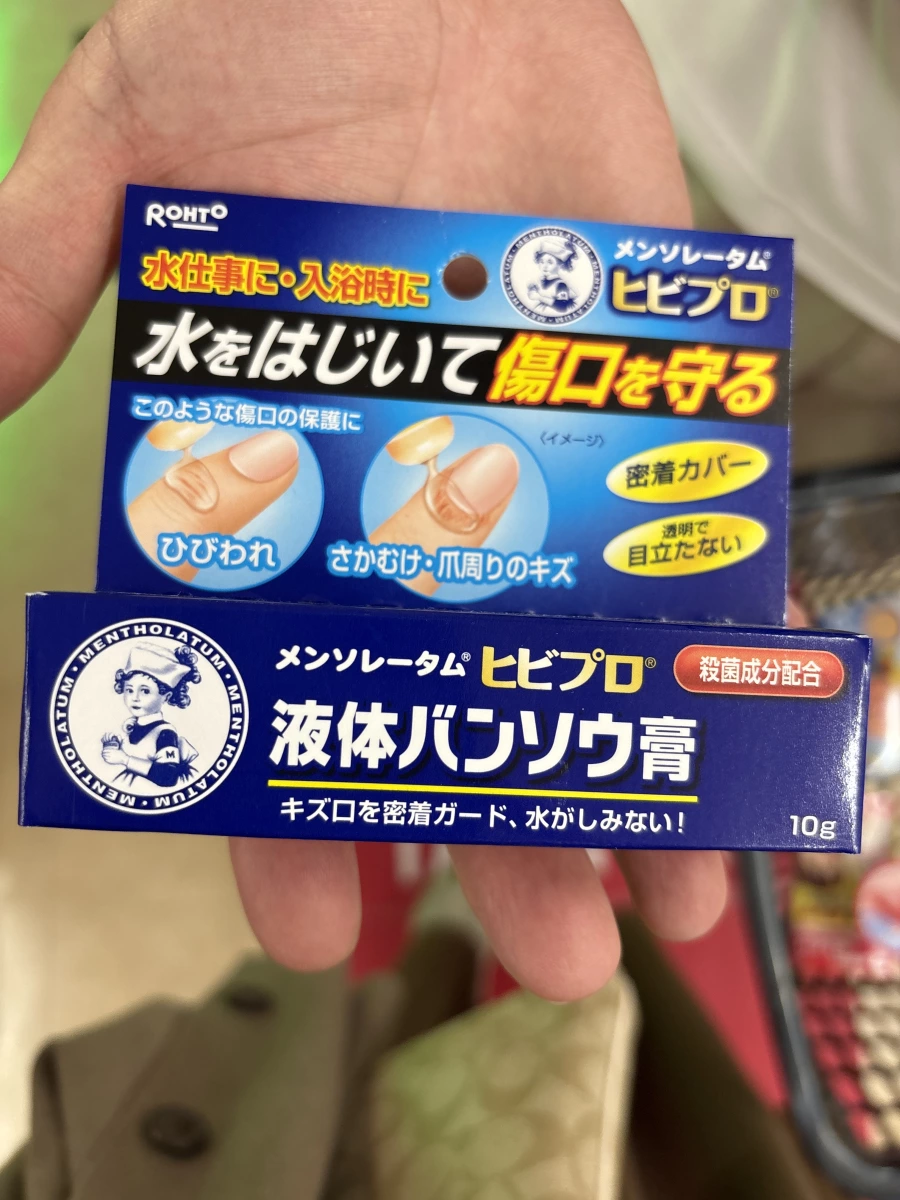 ROHTO
水仕事に・入浴時に
MENTHOLATUM・MENTHOLATUM・MENTHOLATUM
メンソレータム®
ヒビプロ®
水をはじいて傷口を守る
このような傷口の保護に
〈イメージ〉
ひびわれ
さかむけ・爪周りのキズ
密着カバー
透明で
目立たない
MENTHOLATUM・MENTHOLATUM・MENTHOLATUM・
M
メンソレータム®ヒビプロ®
殺菌成分配合
液体バンソウ膏
キズ口を密着ガード、水がしみない！
10g